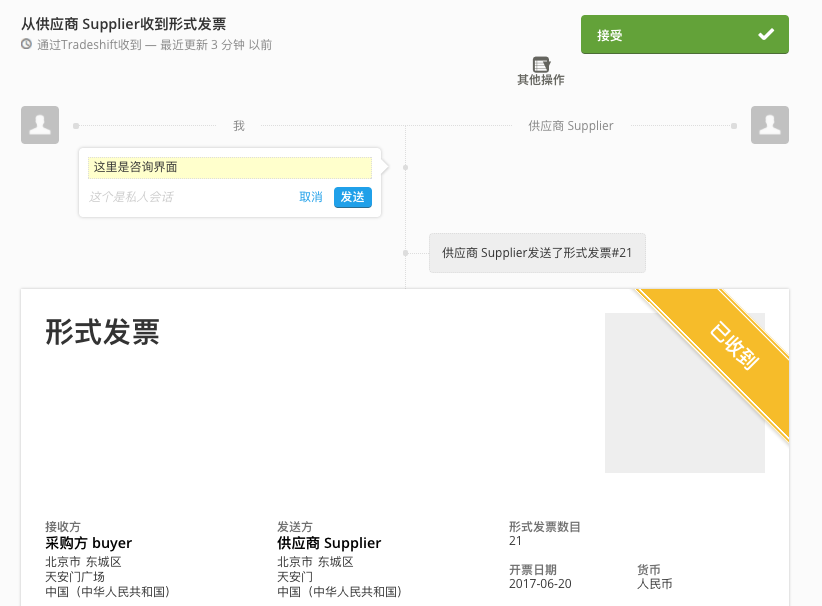 从供应商 Supplier收到形式发票
通过Tradeshift收到 — 最近更新 3 分钟 以前
接受
其他操作
我
供应商 Supplier
这里是咨询界面
这个是私人会话
取消
发送
供应商 Supplier发送了形式发票#21
形式发票
已收到
接收方
采购方 buyer
北京市 东城区
天安门广场
中国（中华人民共和国）
发送方
供应商 Supplier
北京市 东城区
天安门
中国（中华人民共和国）
形式发票数目
21
开票日期
2017-06-20
货币
人民币